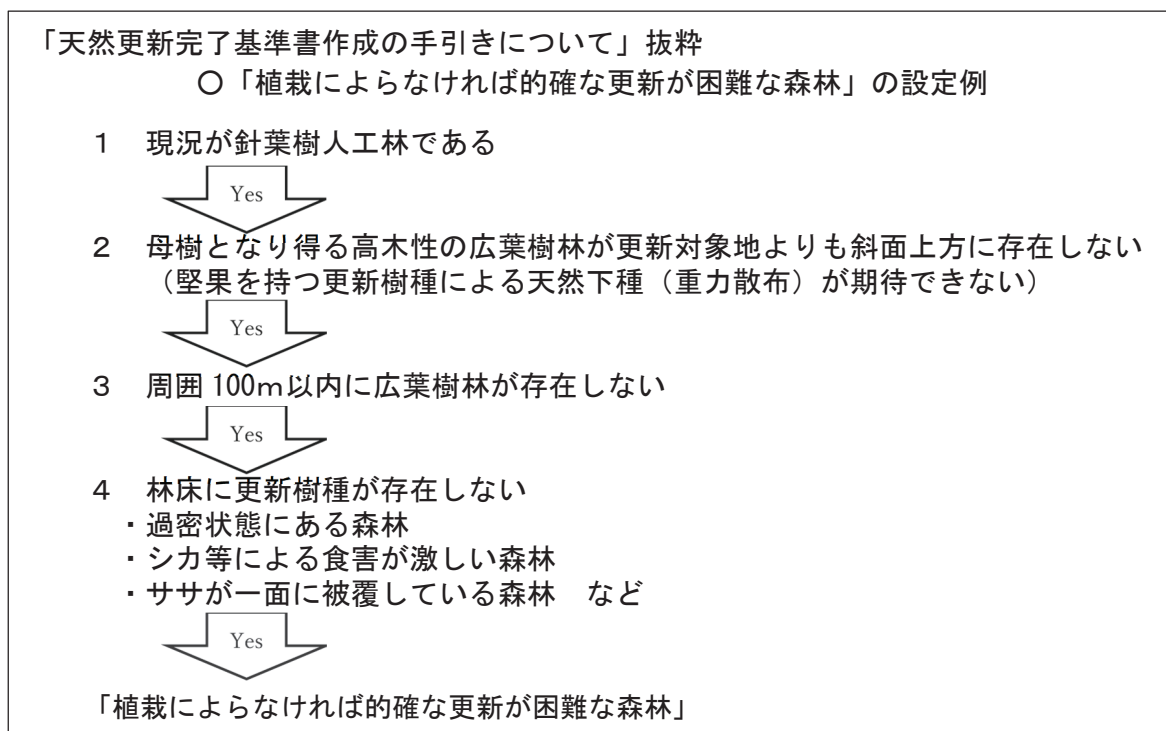 「天然更新完了基準書作成の手引きについて」抜粋
〇「植栽によらなければ的確な更新が困難な森林」の設定例
１　現況が針葉樹人工林である
Yes
２　母樹となり得る高木性の広葉樹林が更新対象地よりも斜面上方に存在しない
（堅果を持つ更新樹種による天然下種（重力散布）が期待できない）
Yes
３　周囲100ｍ以内に広葉樹林が存在しない
Yes
４　林床に更新樹種が存在しない
・過密状態にある森林
・シカ等による食害が激しい森林
・ササが一面に被覆している森林　など
Yes
「植栽によらなければ的確な更新が困難な森林」